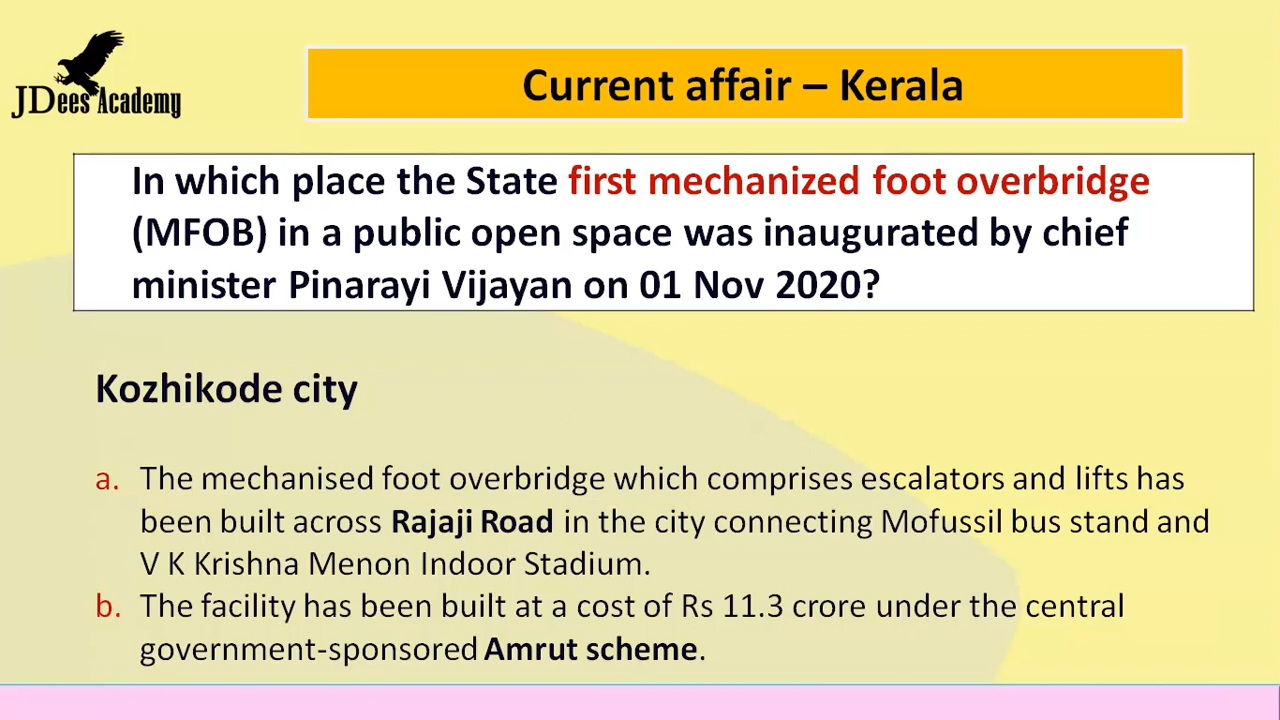 JDees Academy
Current affair – Kerala
In which place the State first mechanized foot overbridge
(MFOB) in a public open space was inaugurated by chief
minister Pinarayi Vijayan on 01 Nov 2020?
Kozhikode city
a. The mechanised foot overbridge which comprises escalators and lifts has
been built across Rajaji Road in the city connecting Mofussil bus stand and
V K Krishna Menon Indoor Stadium.
b. The facility has been built at a cost of Rs 11.3 crore under the central
government-sponsored Amrut scheme.